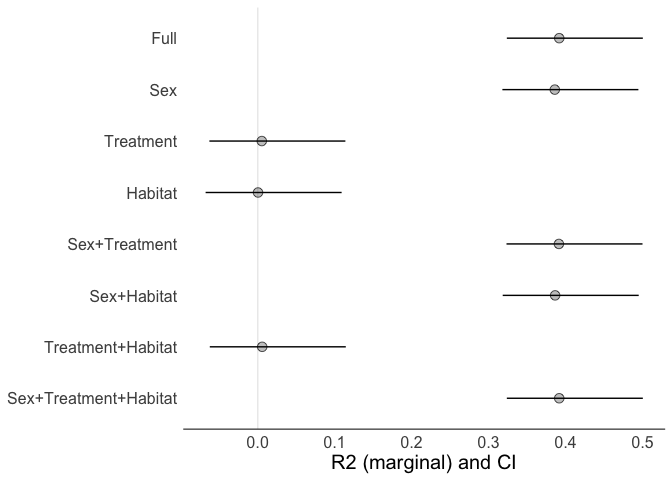 Full
Sex
Treatment
Habitat
Sex+Treatment
Sex+Habitat
Treatment+Habitat
Sex+Treatment+Habitat
0.0 0.1 0.2 0.3 0.4 0.5
R2 (marginal) and CI